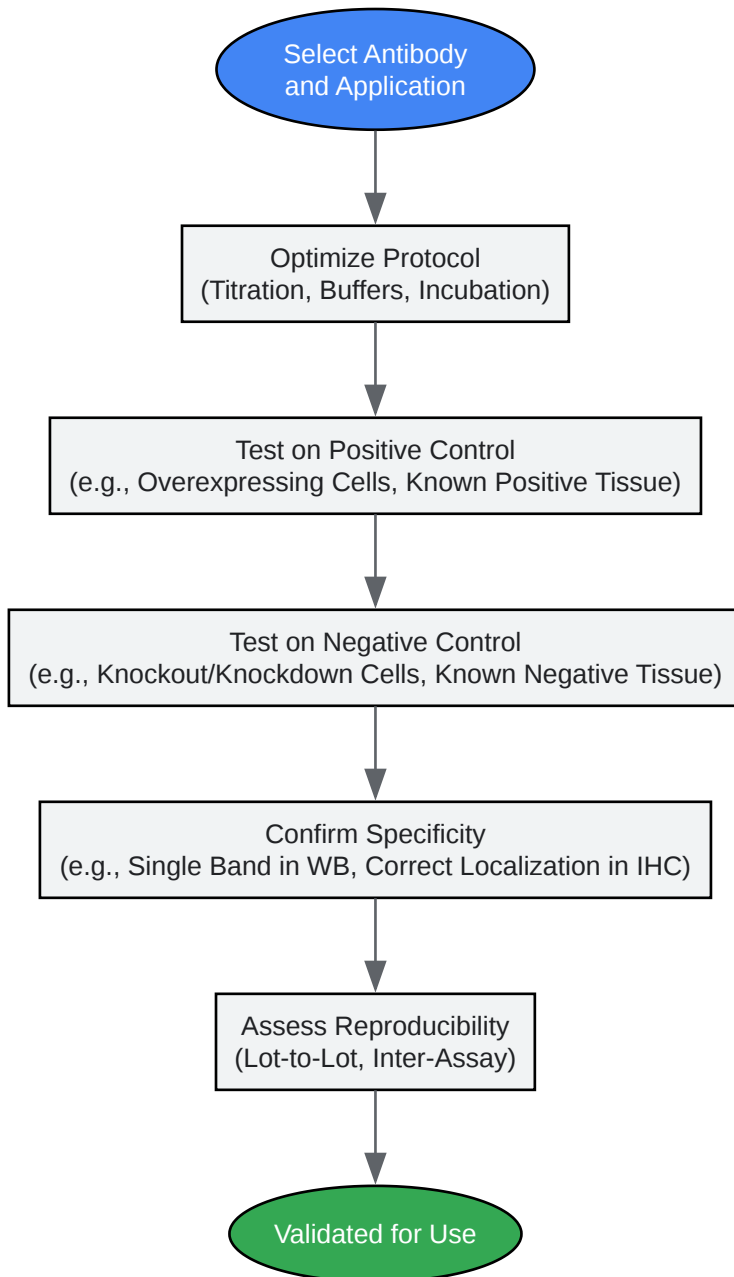 Select Antibody
and Application
Optimize Protocol
(Titration, Buffers, Incubation)
Test on Positive Control
(e.g., Overexpressing Cells, Known Positive Tissue)
Test on Negative Control
(e.g., Knockout/Knockdown Cells, Known Negative Tissue)
Confirm Specificity
(e.g., Single Band in WB, Correct Localization in IHC)
Assess Reproducibility
(Lot-to-Lot, Inter-Assay)
Validated for Use